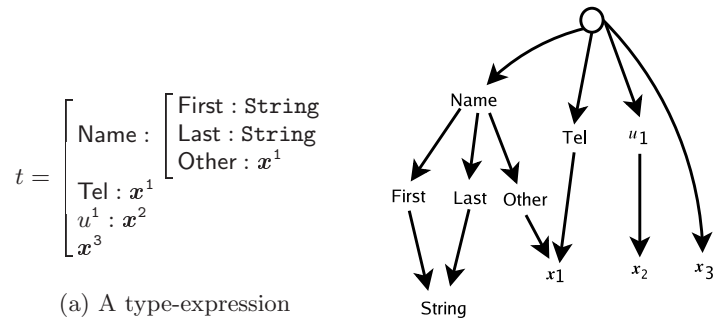 First : String
Name : Last : String
Other : x¹
t =
Tel : x¹
u¹ : x²
x³
(a) A type-expression
Name
Tel
u1
First
Last
Other
x1
x2
x3
String